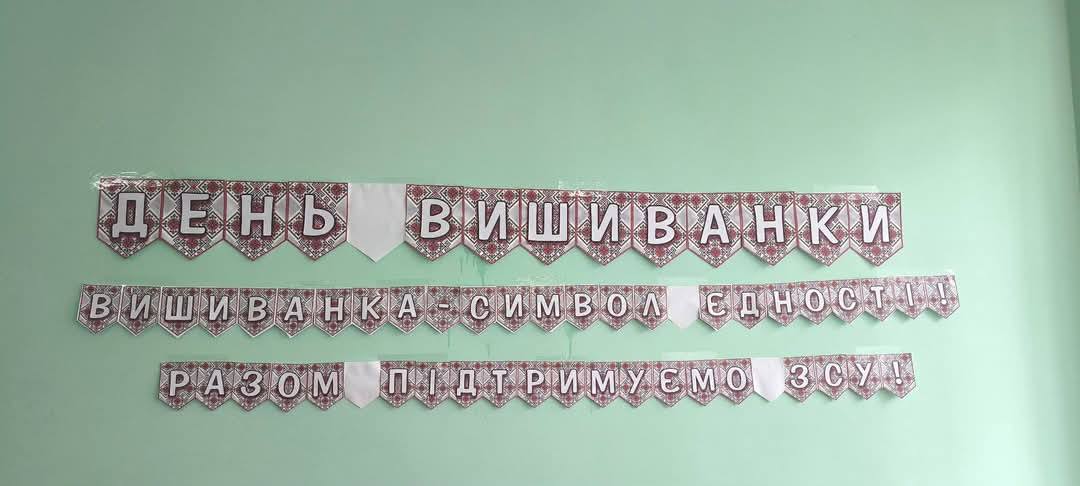 ДЕНЬ ВИШИВАНКИ
ВИШИВАНКА-СИМВОЛ ЄДНОСТІ!
РАЗОМ ПІДТРИМУЄМО ЗСУ!